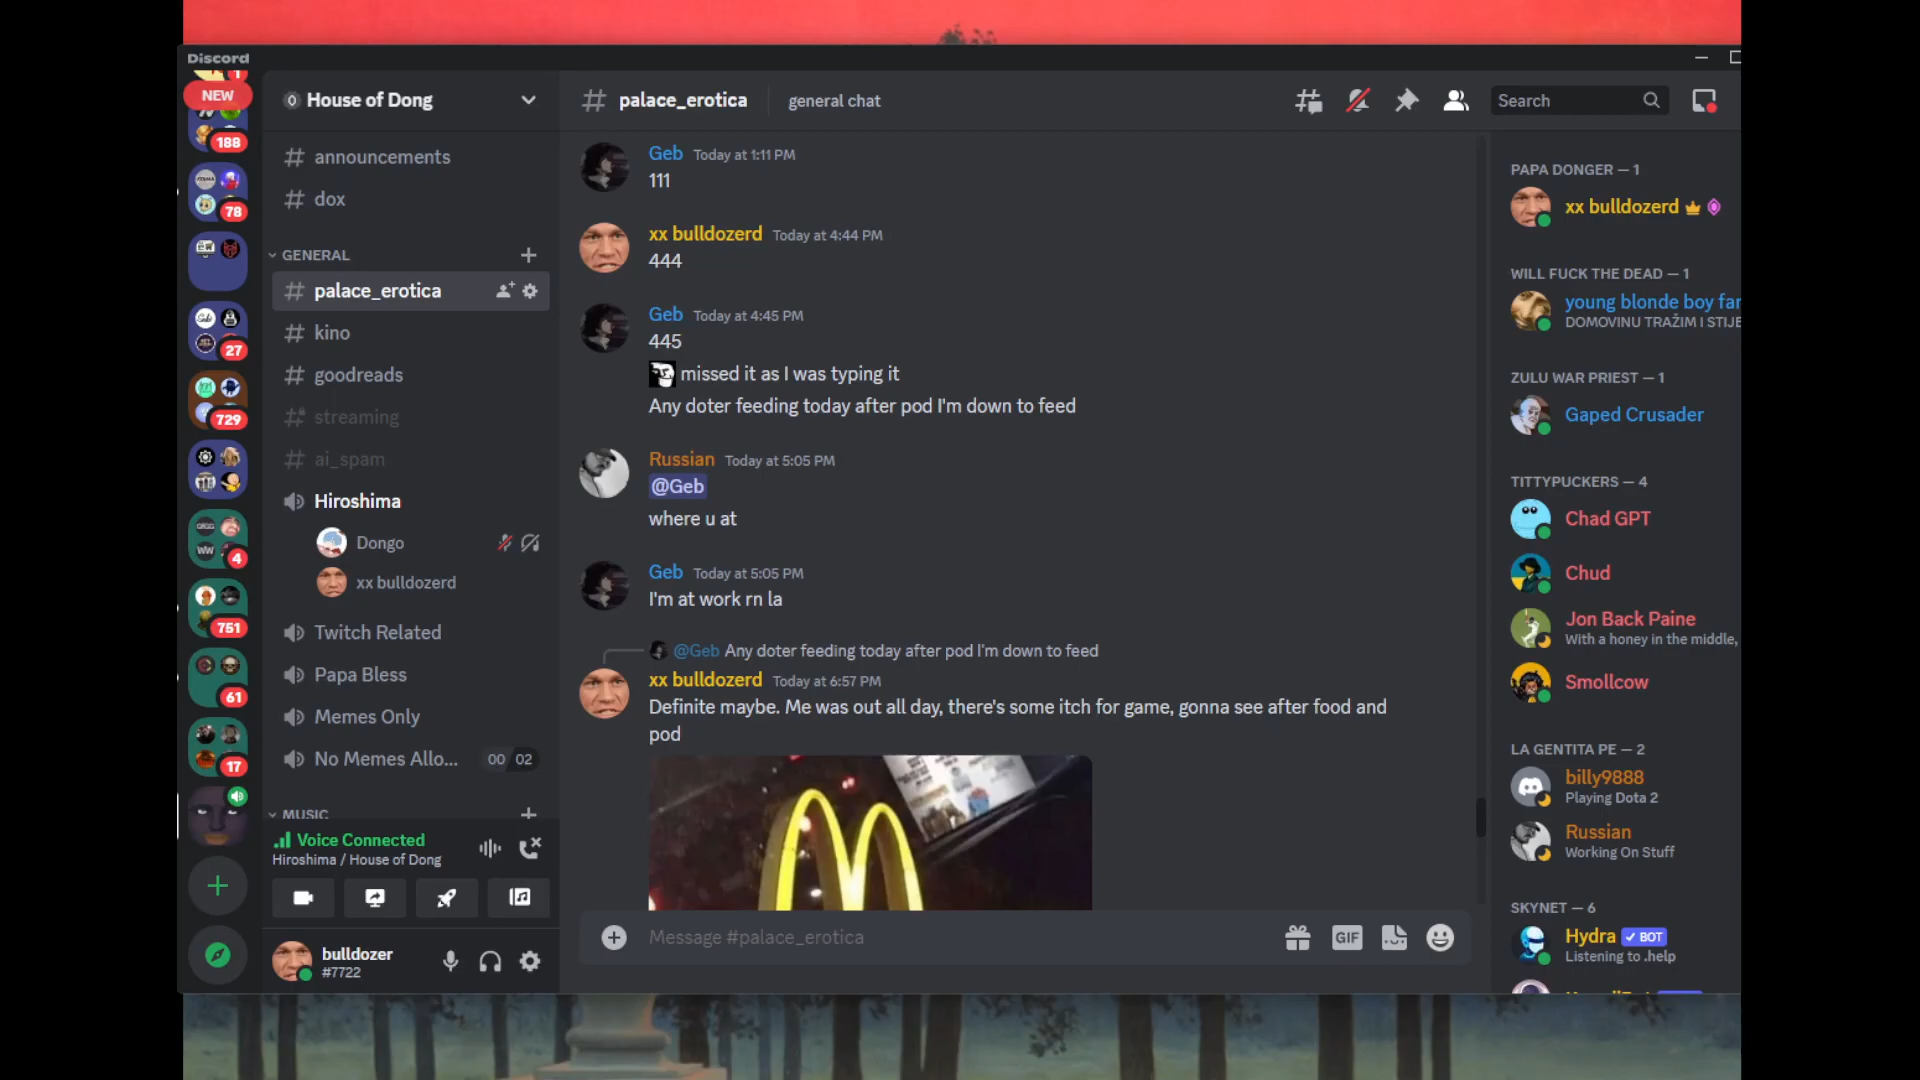 Discord
NEW
1
188
78
27
729
4
751
61
17
House of Dong
announcements
dox
GENERAL
palace_erotica
kino
goodreads
streaming
ai_spam
Hiroshima
Dongo
xx bulldozerd
Twitch Related
Papa Bless
Memes Only
No Memes Allo... 00 02
MUSIC
Voice Connected
Hiroshima / House of Dong
bulldozer
#7722
palace_erotica general chat
Search
Geb Today at 1:11 PM
111
xx bulldozerd Today at 4:44 PM
444
Geb Today at 4:45 PM
445
missed it as I was typing it
Any doter feeding today after pod I'm down to feed
Russian Today at 5:05 PM
@Geb
where u at
Geb Today at 5:05 PM
I'm at work rn la
@Geb Any doter feeding today after pod I'm down to feed
xx bulldozerd Today at 6:57 PM
Definite maybe. Me was out all day, there's some itch for game, gonna see after food and
pod
Message #palace_erotica
GIF
PAPA DONGER — 1
xx bulldozerd
WILL FUCK THE DEAD — 1
young blonde boy far
DOMOVINU TRAŽIM I STIJE
ZULU WAR PRIEST — 1
Gaped Crusader
TITTYPUCKERS — 4
Chad GPT
Chud
Jon Back Paine
With a honey in the middle,
Smollcow
LA GENTITA PE — 2
billy9888
Playing Dota 2
Russian
Working On Stuff
SKYNET — 6
Hydra BOT
Listening to .help